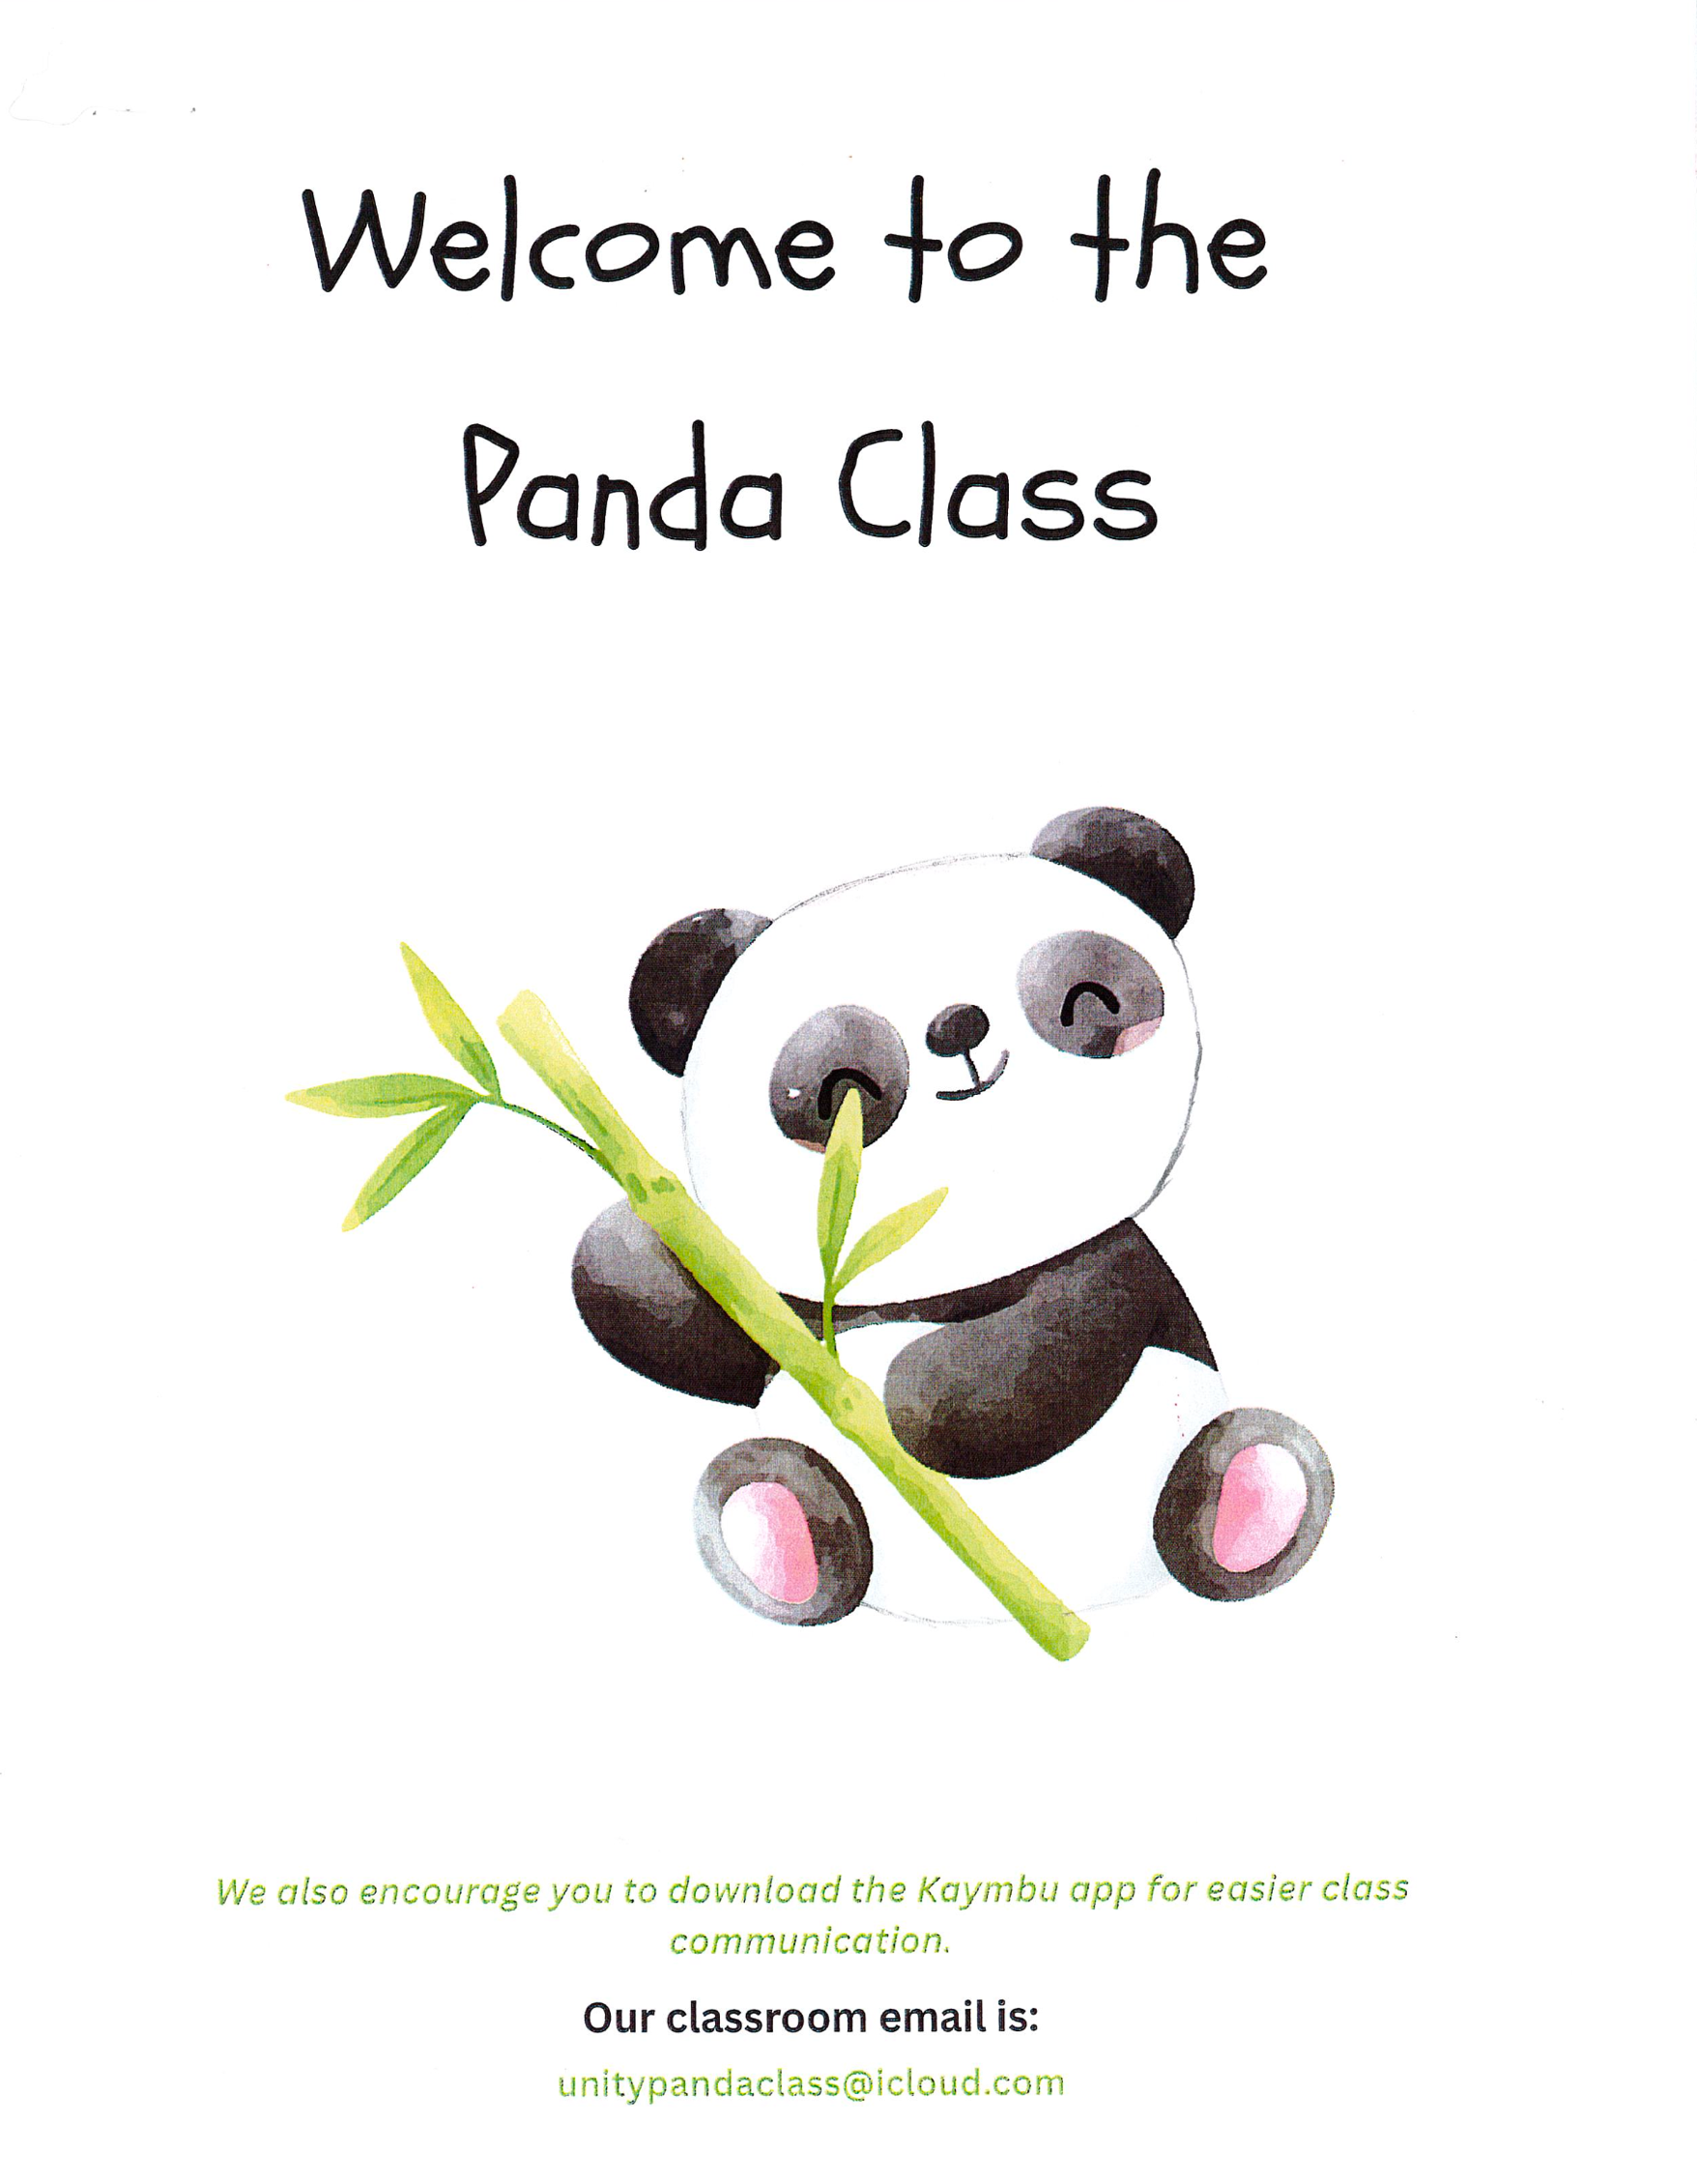 Welcome to the
Panda Class
We also encourage you to download the Kaymbu app for easier class
communication.
Our classroom email is:
unitypandaclass@icloud.com